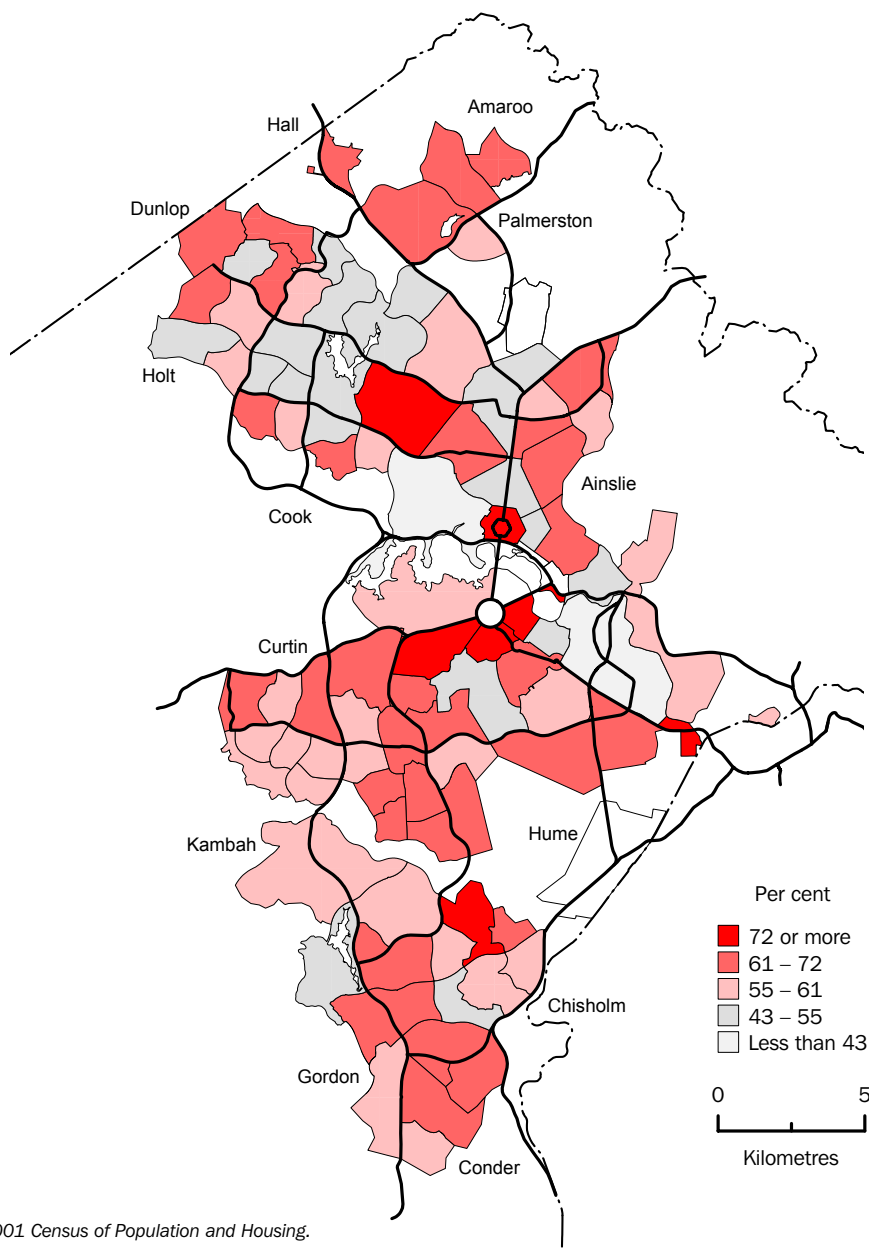 Amaroo
Hall
Dunlop
Palmerston
Holt
Ainslie
Cook
Curtin
Kambah
Hume
Per cent
72 or more
61 – 72
55 – 61
43 – 55
Less than 43
Chisholm
Gordon
0 5
Kilometres
Conder
001 Census of Population and Housing.